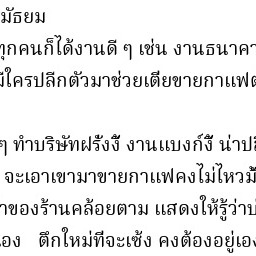 มัธยม
ทุกคนก็ได้งานดี ๆ เช่น งานธนาคา
มีใครปลีกตัวมาช่วยเตี่ยขายกาแฟต
ๆ ทำบริษัทฝรั่งงี้ งานแบงก์งี้ น่าปลื
จะเอาเขามาขายกาแฟคงไม่ไหวมั้
าของร้านคล้อยตาม แสดงให้รู้ว่าบ่
เอง ตึกใหม่ที่จะเซ้ง คงต้องอยู่เอง